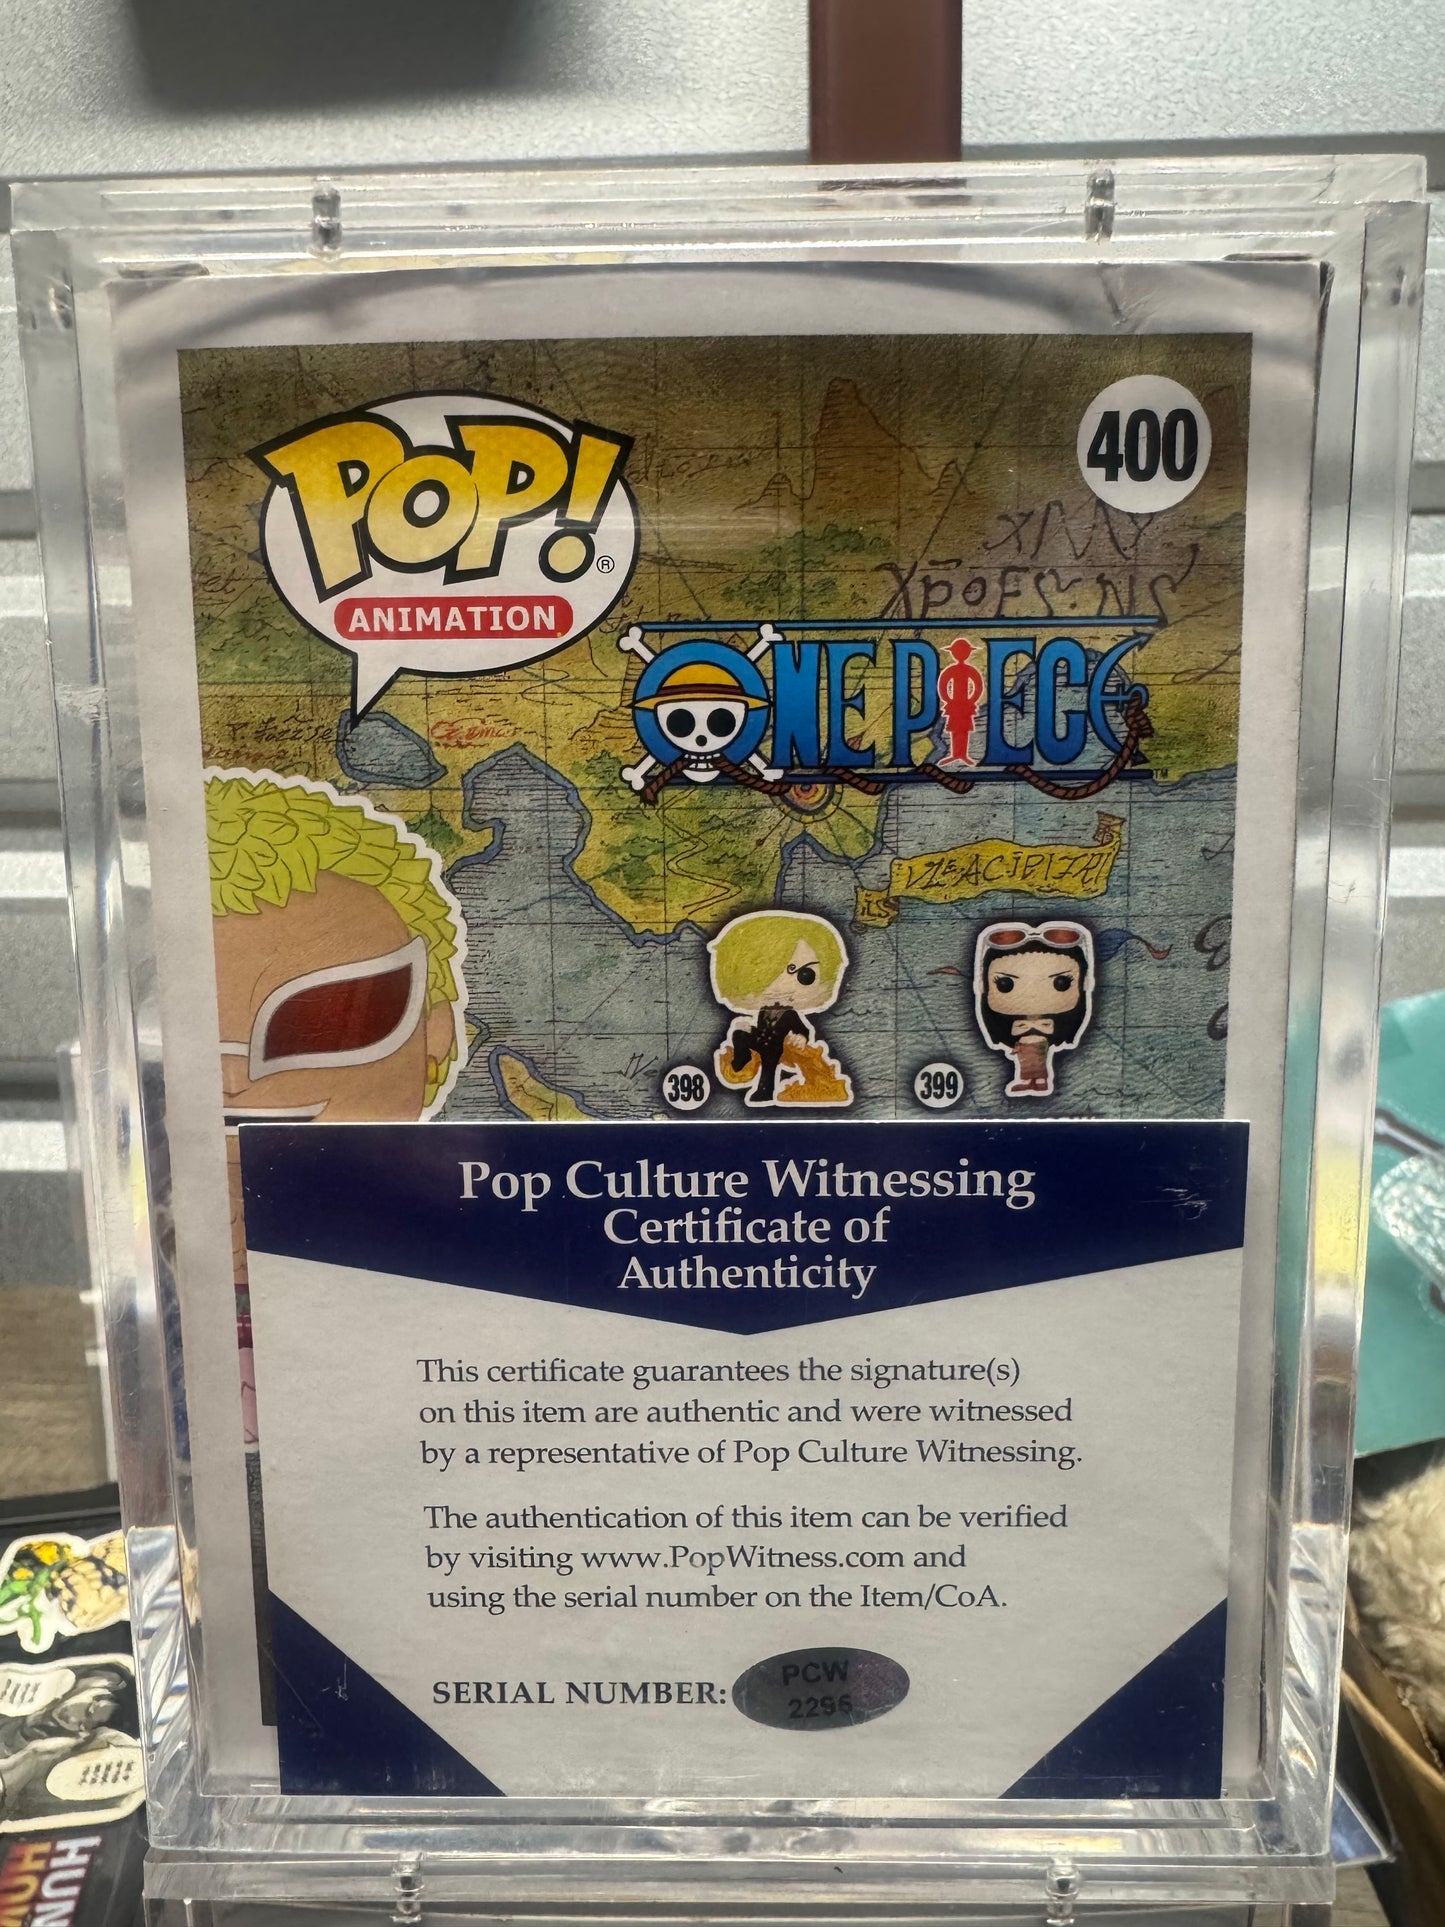 400
POP!
®
ANIMATION
ONE PIECE
TM
398
399
Pop Culture Witnessing
Certificate of
Authenticity
This certificate guarantees the signature(s)
on this item are authentic and were witnessed
by a representative of Pop Culture Witnessing.
The authentication of this item can be verified
by visiting www.PopWitness.com and
using the serial number on the Item/CoA.
SERIAL NUMBER:
PCW
2296